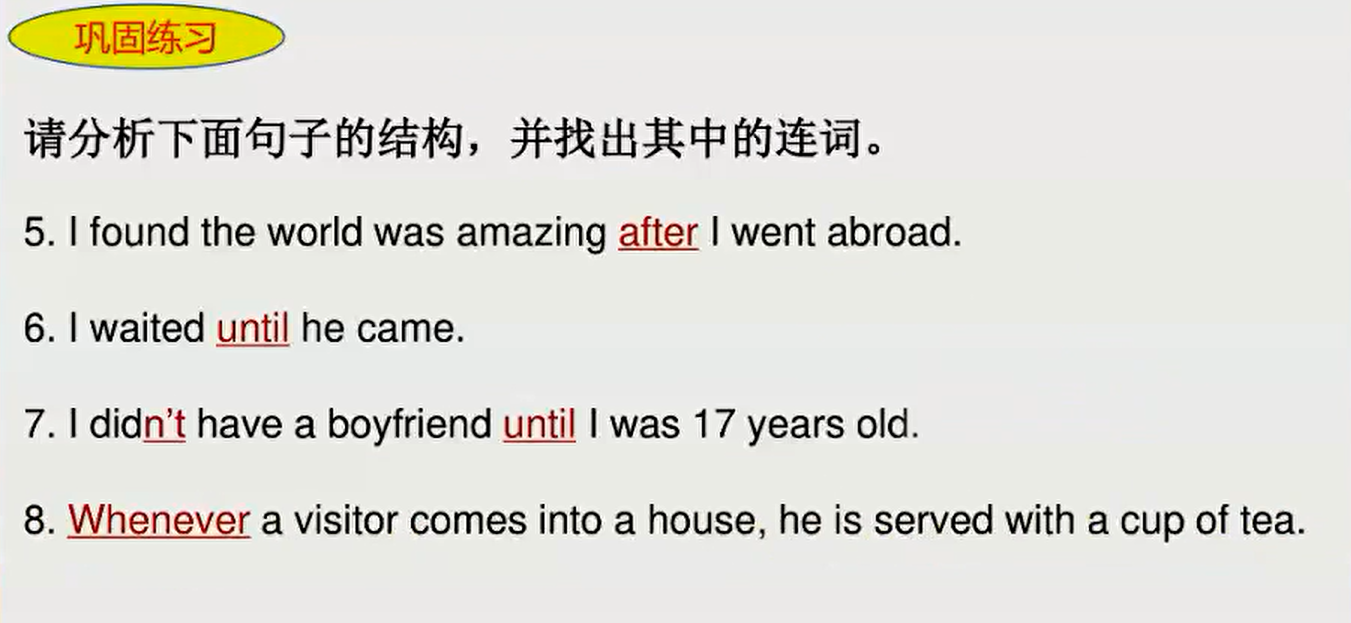 巩固练习
请分析下面句子的结构，并找出其中的连词。
5. I found the world was amazing after I went abroad.
6. I waited until he came.
7. I didn’t have a boyfriend until I was 17 years old.
8. Whenever a visitor comes into a house, he is served with a cup of tea.